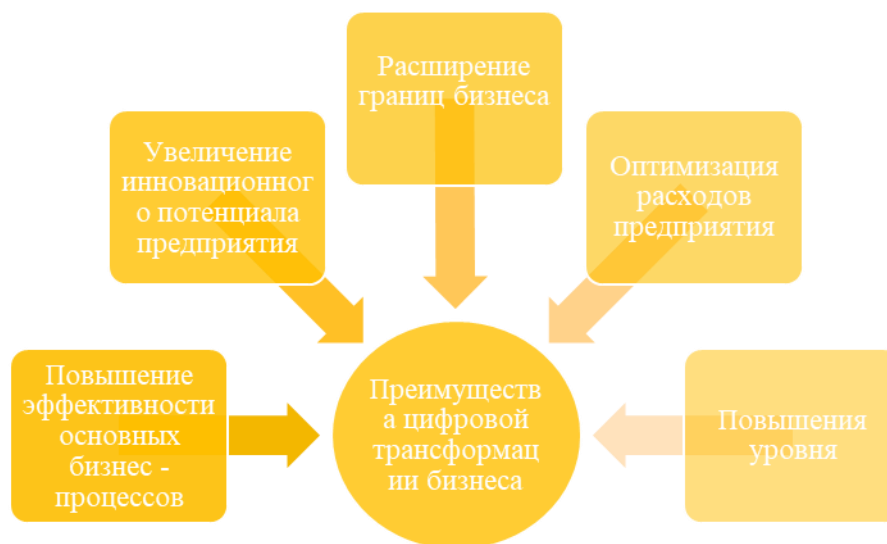 Расширение
границ бизнеса
Увеличение
инновационног
о потенциала
предприятия
Оптимизация
расходов
предприятия
Повышение
эффективности
основных
бизнес -
процессов
Преимуществ
а цифровой
трансформац
ии бизнеса
Повышения
уровня